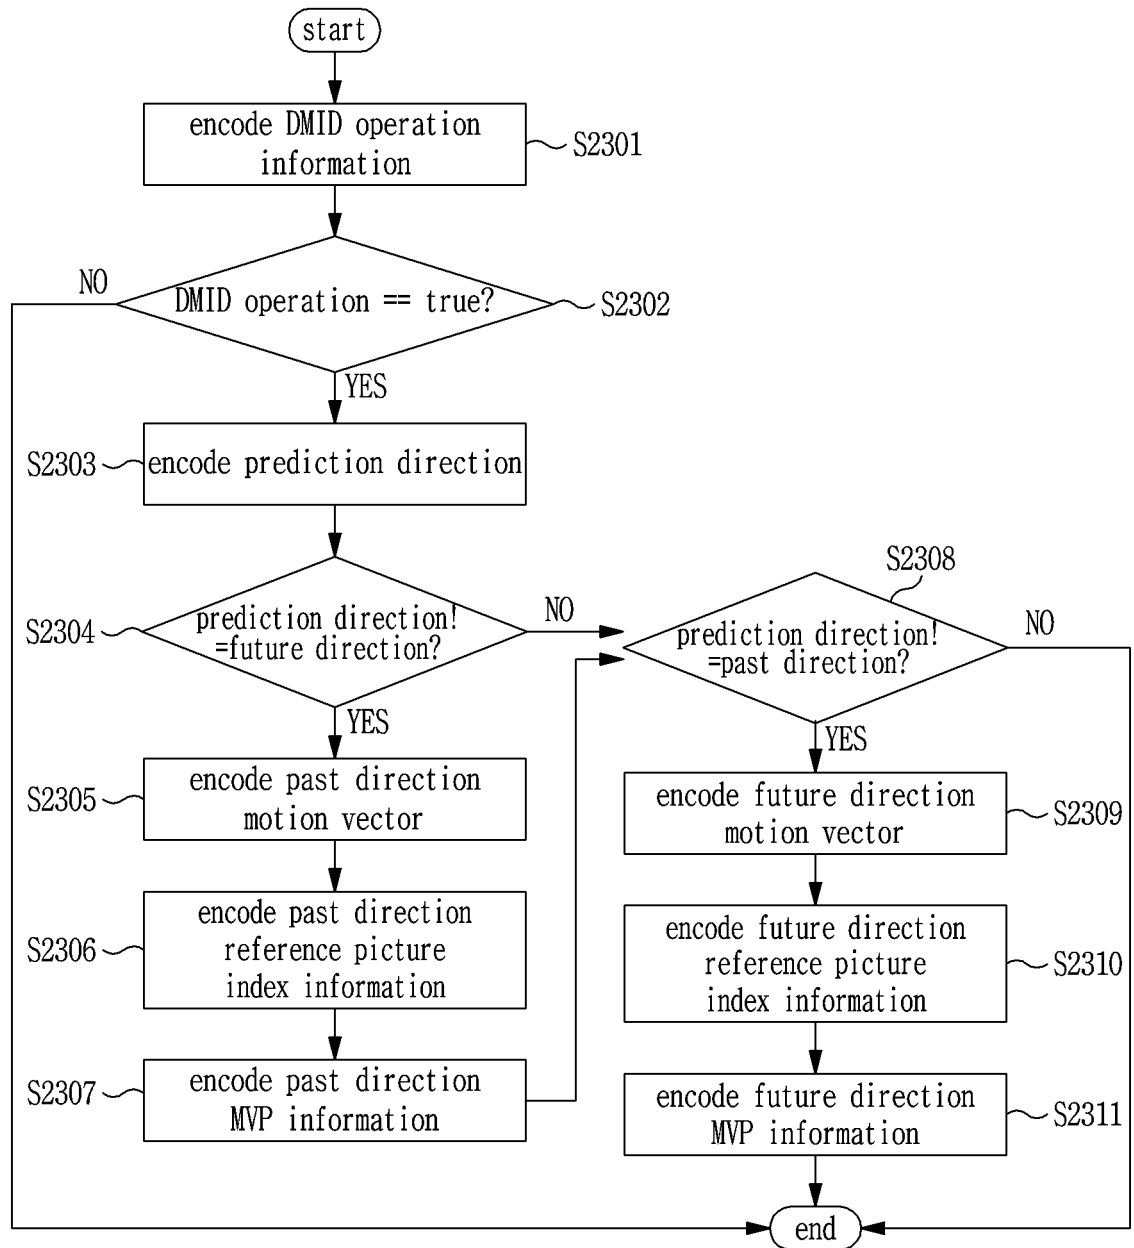 start
encode DMID operation
information
S2301
NO
DMID operation == true?
S2302
YES
S2303
encode prediction direction
S2304
prediction direction!
=future direction?
NO
YES
S2305
encode past direction
motion vector
S2306
encode past direction
reference picture
index information
S2307
encode past direction
MVP information
S2308
prediction direction!
=past direction?
NO
YES
encode future direction
motion vector
S2309
encode future direction
reference picture
index information
S2310
encode future direction
MVP information
S2311
end